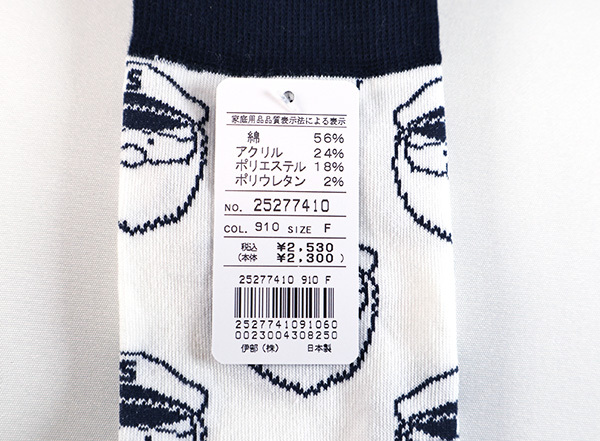 家庭用品品質表示法による表示
綿 56%
アクリル 24%
ポリエステル 18%
ポリウレタン 2%
NO. 25277410
COL. 910 SIZE F
税込 ¥2,530
(本体 ¥2,300 )
25277410 910 F
2527741091060
0023004308250
伊部(株) 日本製
S
S